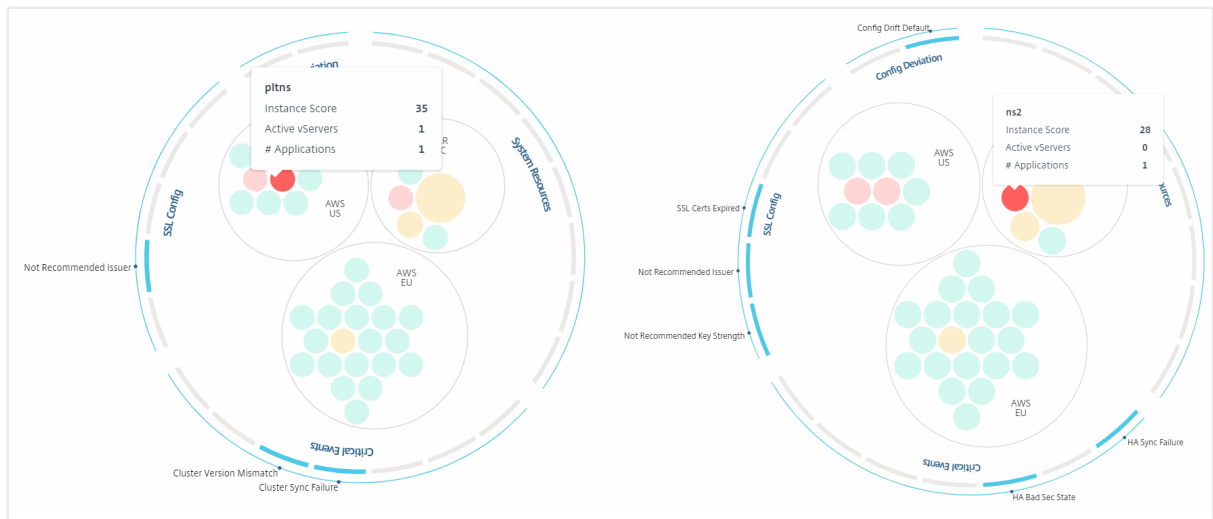 iation
pltns
Instance Score 35
Active vServers 1
# Applications 1
AWS
US
System Resources
SSL Config
Not Recommended Issuer
AWS
EU
Critical Events
Cluster Version Mismatch
Cluster Sync Failure
Config Drift Default
Config Deviation
ns2
Instance Score 28
Active vServers 0
# Applications 1
AWS
US
SSL Certs Expired
SSL Config
Not Recommended Issuer
Not Recommended Key Strength
AWS
EU
HA Sync Failure
Critical Events
HA Bad Sec State